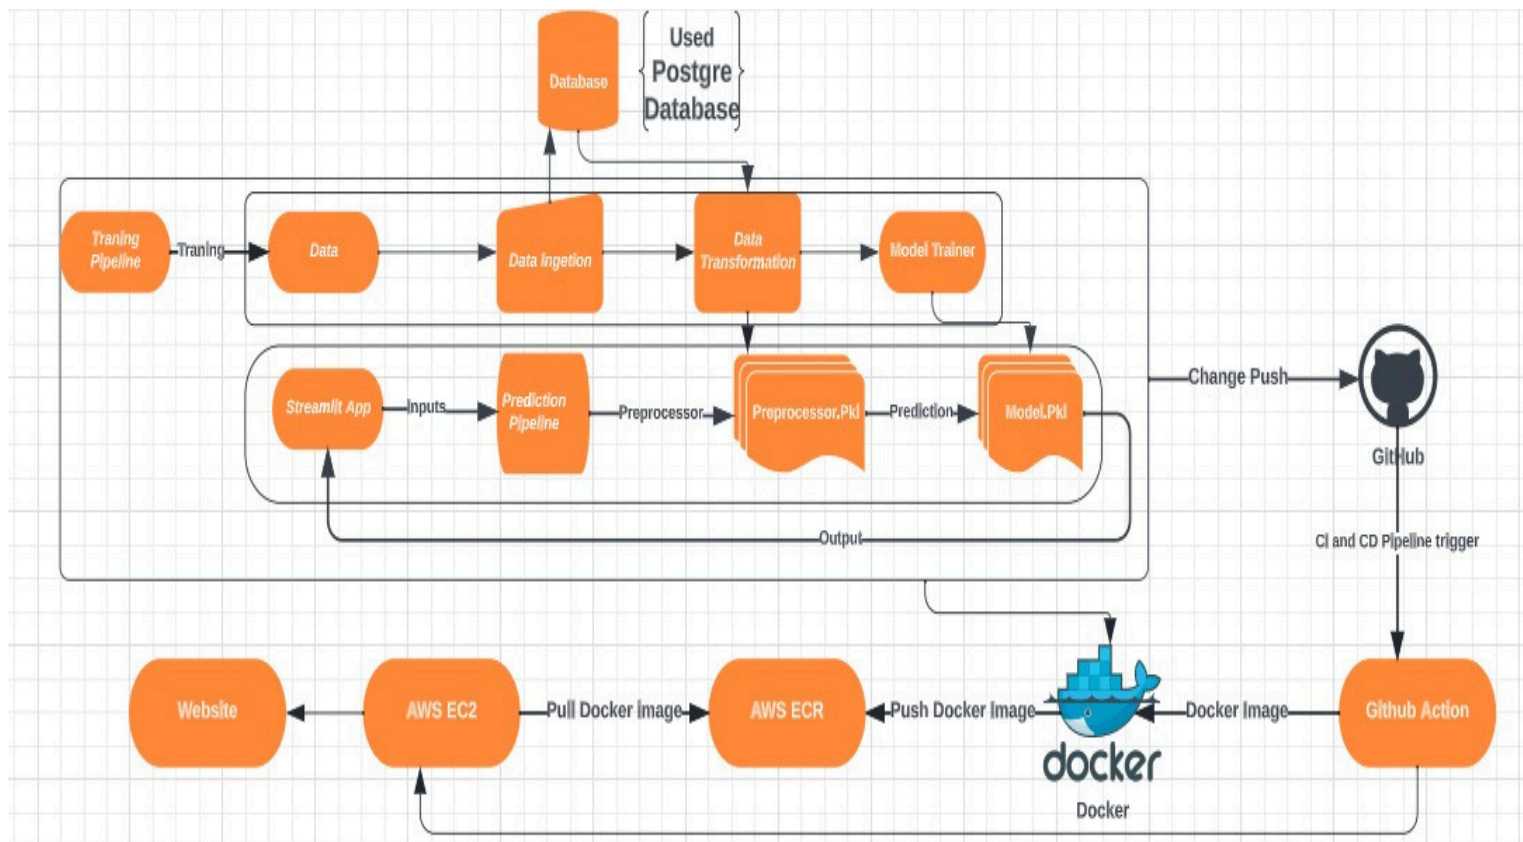 Used
Postgre
Database
Database
Traning
Pipeline
Traning
Data
Data Ingetion
Data
Transformation
Model Trainer
Streamlit App
Inputs
Prediction
Pipeline
Preprocessor
Preprocessor.Pkl
Prediction
Model.Pkl
Output
Change Push
GitHub
CI and CD Pipeline trigger
Website
AWS EC2
Pull Docker image
AWS ECR
Push Docker Image
docker
Docker
Docker Image
Github Action